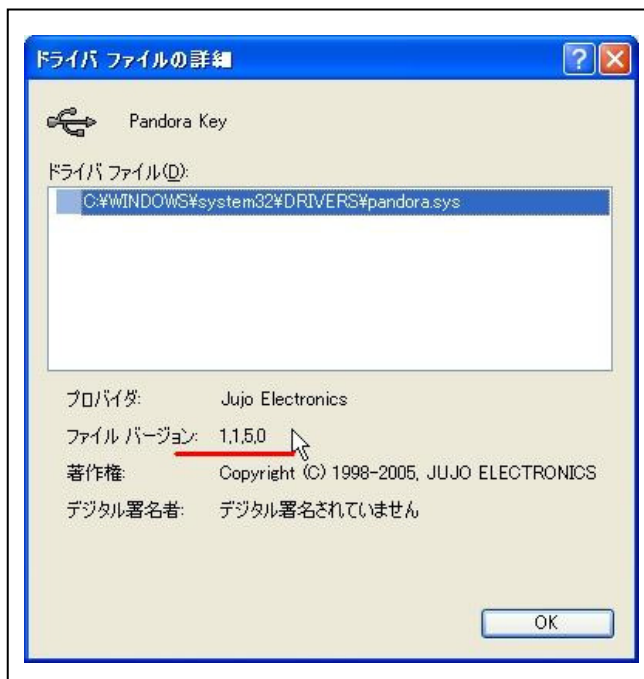 ドライバ ファイルの詳細
Pandora Key
ドライバ ファイル(D):
C:¥WINDOWS¥system32¥DRIVERS¥pandora.sys
プロバイダ: Jujo Electronics
ファイル バージョン: 1,1,5,0
著作権: Copyright (C) 1998-2005, JUJO ELECTRONICS
デジタル署名者: デジタル署名されていません
OK